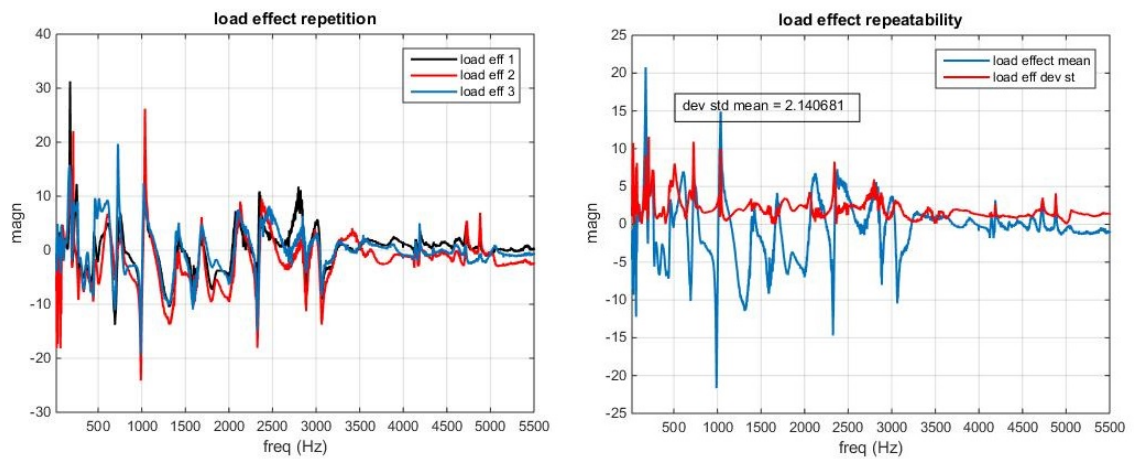 load effect repetition
40
30
20
10
0
-10
-20
-30
magn
load eff 1
load eff 2
load eff 3
500 1000 1500 2000 2500 3000 3500 4000 4500 5000 5500
freq (Hz)
load effect repeatability
25
20
15
10
5
0
-5
-10
-15
-20
-25
magn
load effect mean
load eff dev st
dev std mean = 2.140681
500 1000 1500 2000 2500 3000 3500 4000 4500 5000 5500
freq (Hz)